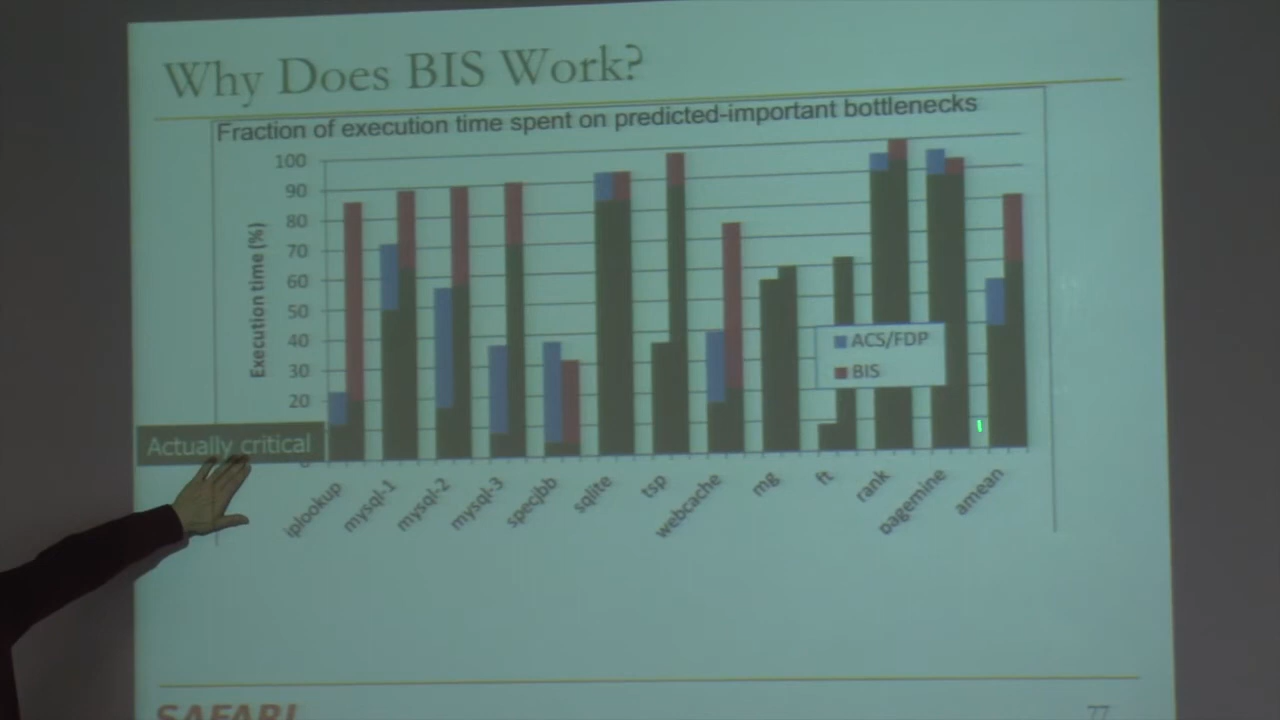 Why Does BIS Work?
Fraction of execution time spent on predicted-important bottlenecks
Execution time (%)
100
90
80
70
60
50
40
30
20
Actually critical
ACS/FDP
BIS
iplookup
mysql-1
mysql-2
mysql-3
specjbb
sqlite
tsp
webcache
mg
ft
rank
pagemine
amean
SAFARI
77